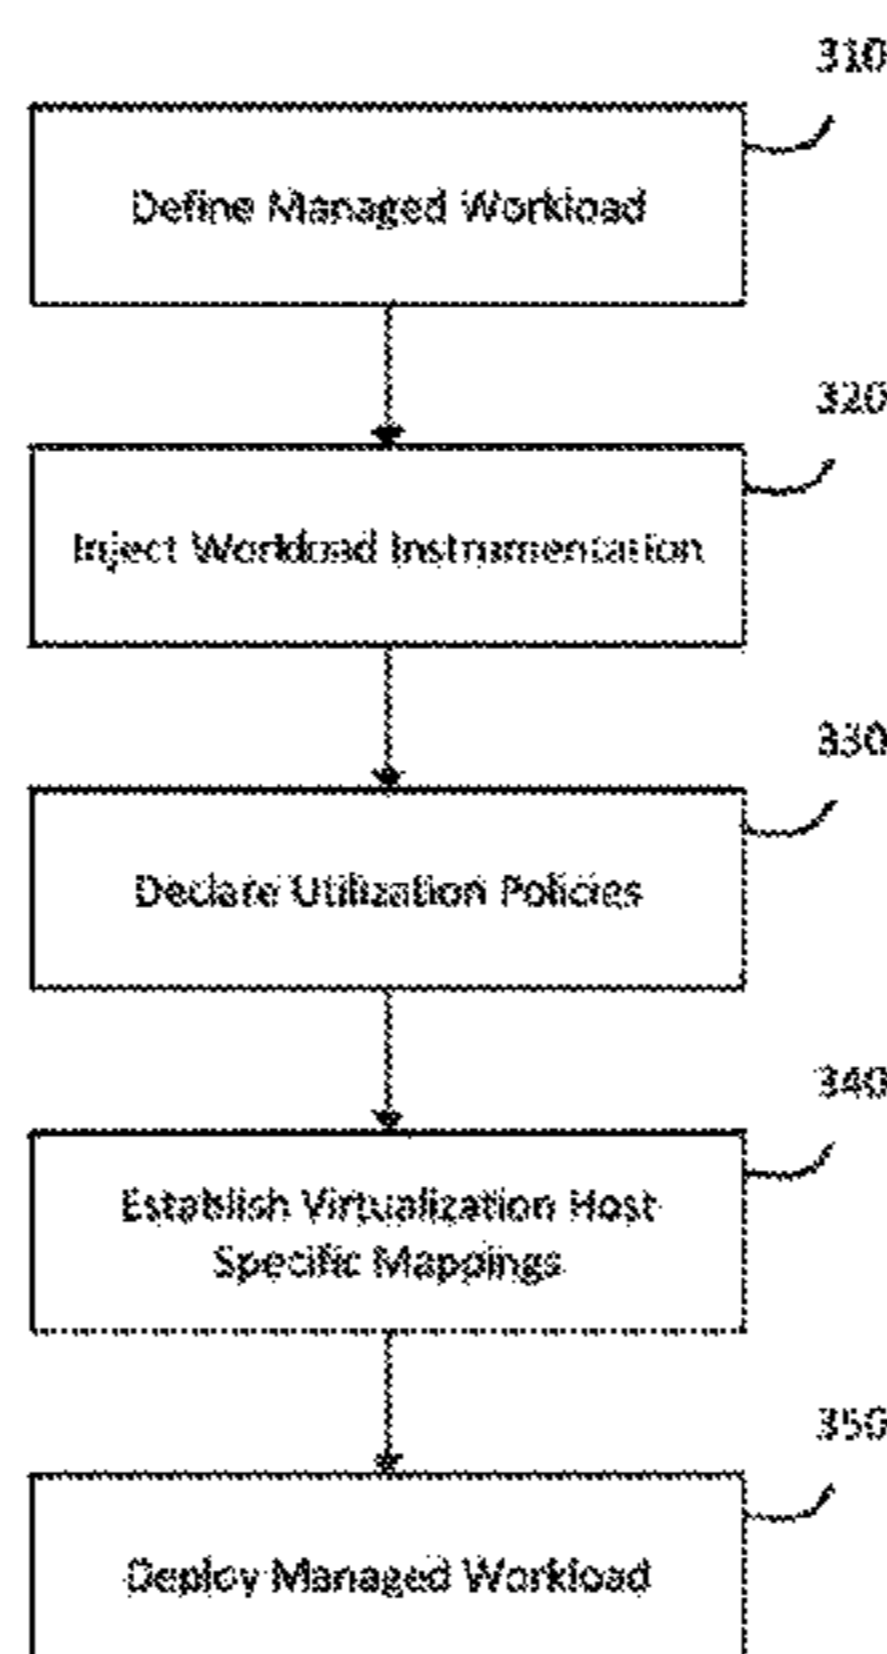 310
Define Managed Workload
320
Inject Workload Instrumentation
330
Declare Utilization Policies
340
Establish Virtualization Host
Specific Mappings
350
Deploy Managed Workload